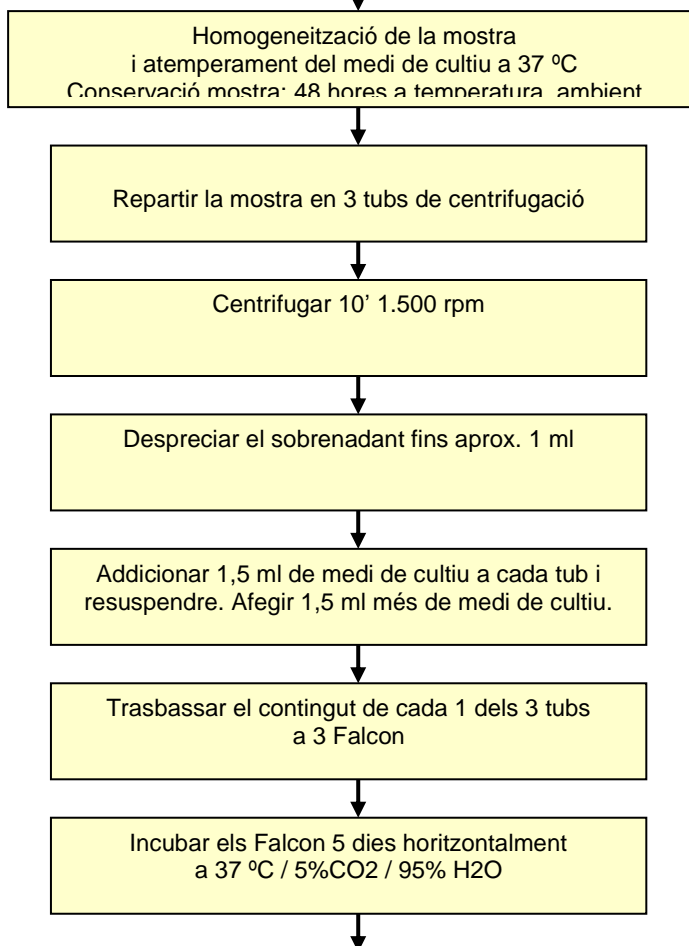 Homogeneització de la mostra
i atemperament del medi de cultiu a 37 ºC
Conservació mostra: 48 hores a temperatura ambient
Repartir la mostra en 3 tubs de centrifugació
Centrifugar 10’ 1.500 rpm
Despreciar el sobrenadant fins aprox. 1 ml
Addicionar 1,5 ml de medi de cultiu a cada tub i
resuspendre. Afegir 1,5 ml més de medi de cultiu.
Trasbassar el contingut de cada 1 dels 3 tubs
a 3 Falcon
Incubar els Falcon 5 dies horitzontalment
a 37 ºC / 5%CO2 / 95% H2O